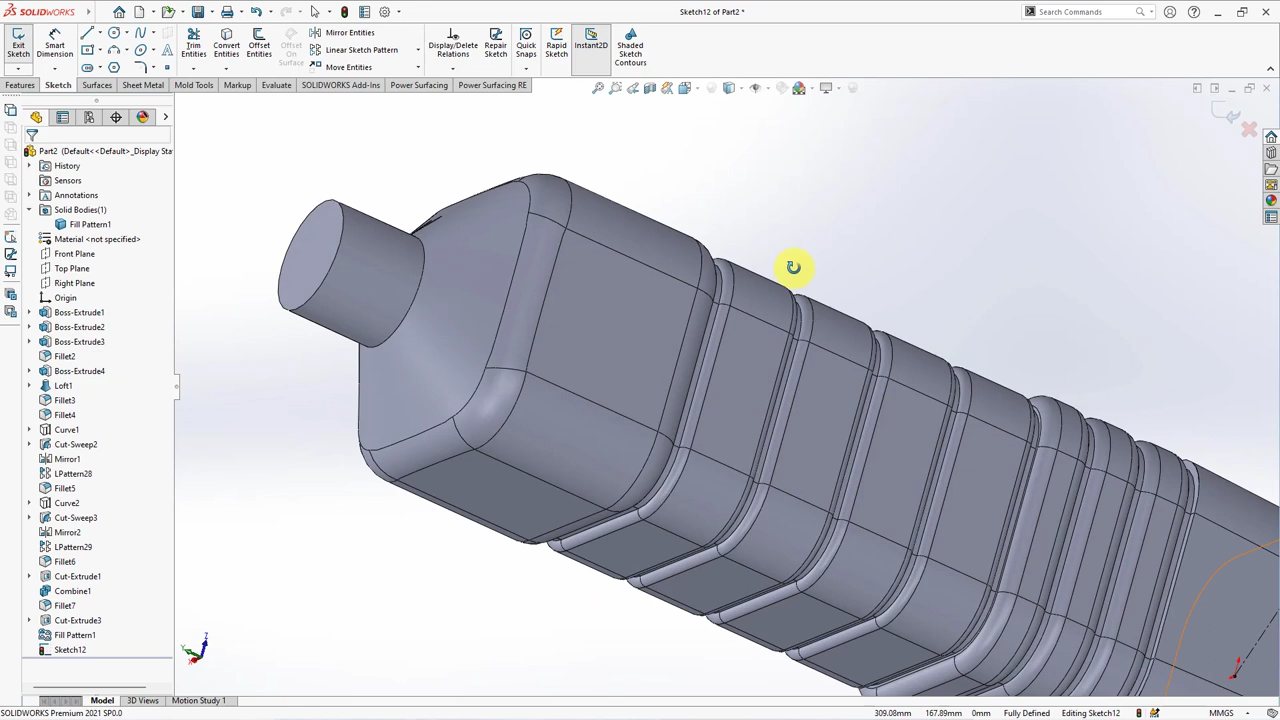 SOLIDWORKS
Sketch12 of Part2 *
Search Commands
Exit Sketch
Smart Dimension
Trim Entities
Convert Entities
Offset Entities
Offset On Surface
Mirror Entities
Linear Sketch Pattern
Move Entities
Display/Delete Relations
Repair Sketch
Quick Snaps
Rapid Sketch
Instant2D
Shaded Sketch Contours
Features
Sketch
Surfaces
Sheet Metal
Mold Tools
Markup
Evaluate
SOLIDWORKS Add-Ins
Power Surfacing
Power Surfacing RE
Part2 (Default<<Default>_Display Sta
History
Sensors
Annotations
Solid Bodies(1)
Fill Pattern1
Material <not specified>
Front Plane
Top Plane
Right Plane
Origin
Boss-Extrude1
Boss-Extrude2
Boss-Extrude3
Fillet2
Boss-Extrude4
Loft1
Fillet3
Fillet4
Curve1
Cut-Sweep2
Mirror1
LPattern28
Fillet5
Curve2
Cut-Sweep3
Mirror2
LPattern29
Fillet6
Cut-Extrude1
Combine1
Fillet7
Cut-Extrude3
Fill Pattern1
Sketch12
Z
Y
X
Model
3D Views
Motion Study 1
SOLIDWORKS Premium 2021 SP0.0
309.08mm
167.89mm
0mm
Fully Defined
Editing Sketch12
MMGS